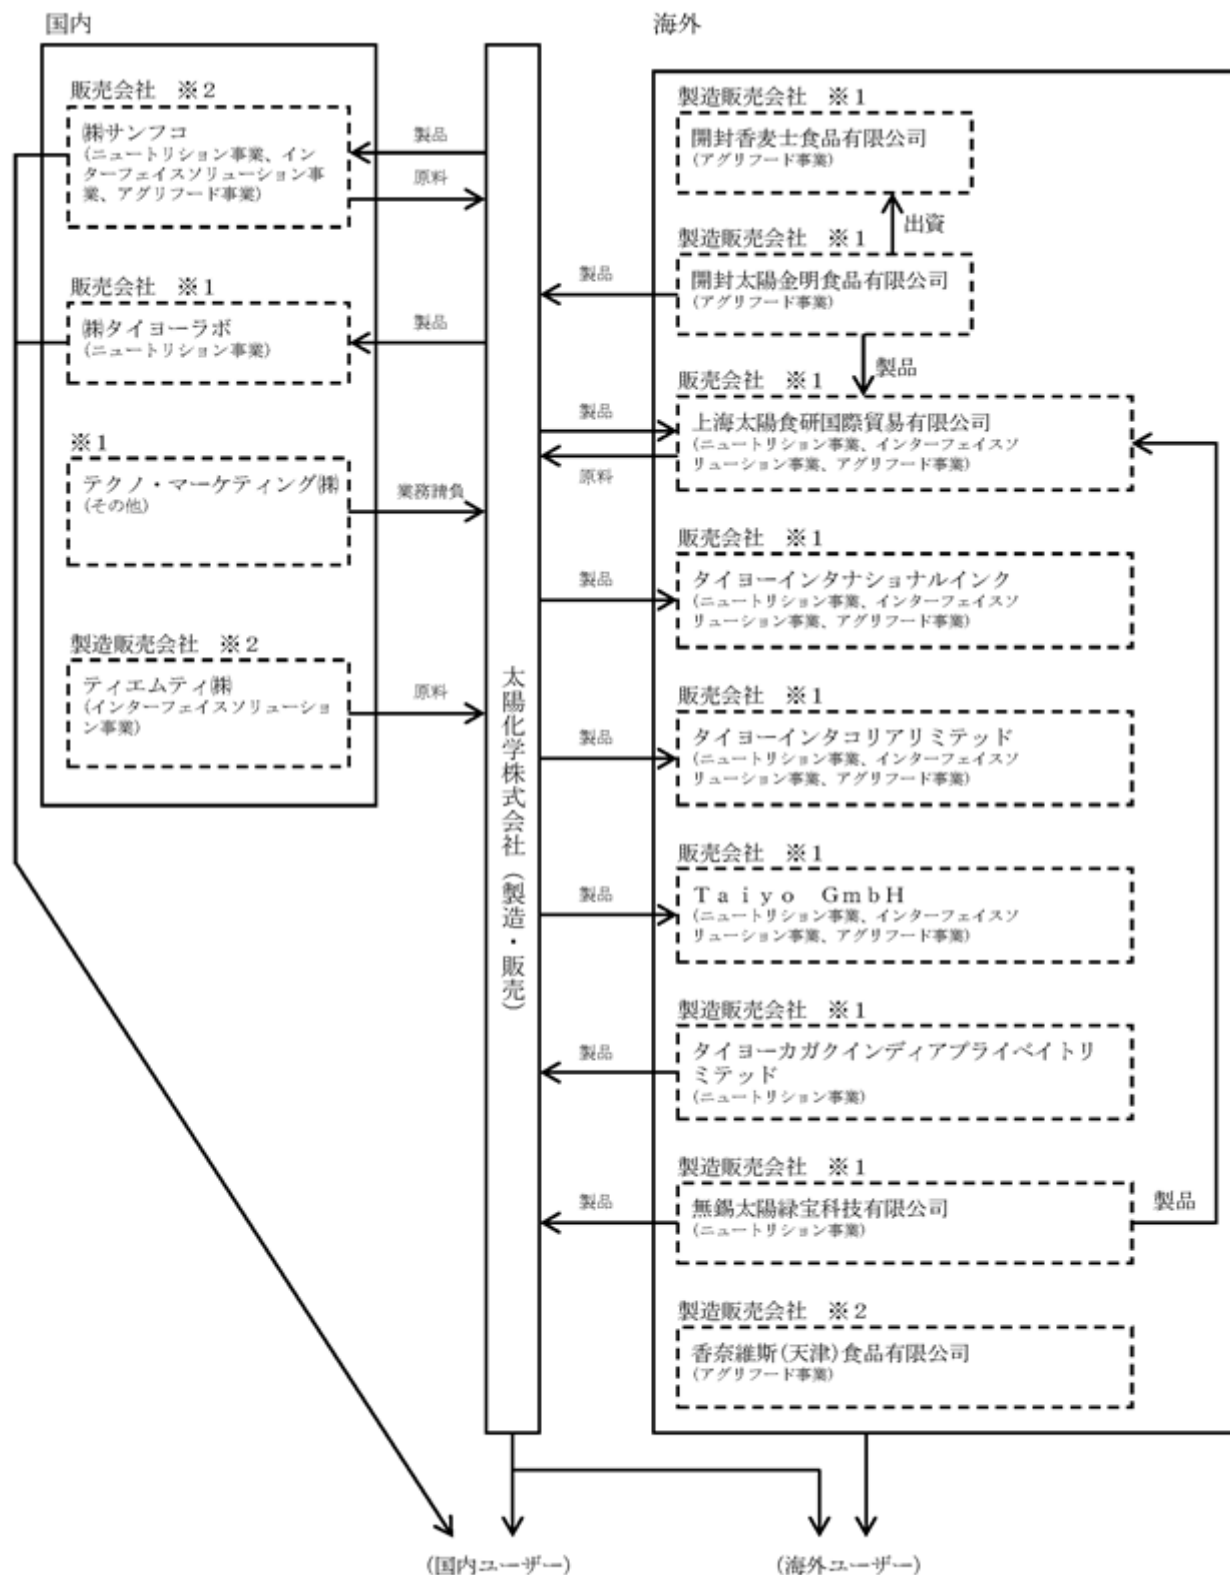 国内
販売会社　※2
㈱サンフコ
(ニュートリション事業、イン
ターフェイスソリューション事
業、アグリフード事業)
製品
原料
販売会社　※1
㈱タイヨーラボ
(ニュートリション事業)
製品
※1
テクノ・マーケティング㈱
(その他)
業務請負
製造販売会社　※2
ティエムティ㈱
(インターフェイスソリューショ
ン事業)
原料
太陽化学株式会社（製造・販売）
海外
製造販売会社　※1
開封香麦士食品有限公司
(アグリフード事業)
出資
製造販売会社　※1
開封太陽金明食品有限公司
(アグリフード事業)
製品
製品
販売会社　※1
上海太陽食研国際貿易有限公司
(ニュートリション事業、インターフェイスソ
リューション事業、アグリフード事業)
製品
原料
販売会社　※1
タイヨーインタナショナルインク
(ニュートリション事業、インターフェイスソ
リューション事業、アグリフード事業)
製品
販売会社　※1
タイヨーインタコリアリミテッド
(ニュートリション事業、インターフェイスソ
リューション事業、アグリフード事業)
製品
販売会社　※1
Ｔａｉｙｏ　ＧｍｂＨ
(ニュートリション事業、インターフェイスソ
リューション事業、アグリフード事業)
製品
製造販売会社　※1
タイヨーカガクインディアプライベイトリ
ミテッド
(ニュートリション事業)
製品
製造販売会社　※1
無錫太陽緑宝科技有限公司
(ニュートリション事業)
製品
製品
製造販売会社　※2
香奈維斯(天津)食品有限公司
(アグリフード事業)
(国内ユーザー)
(海外ユーザー)